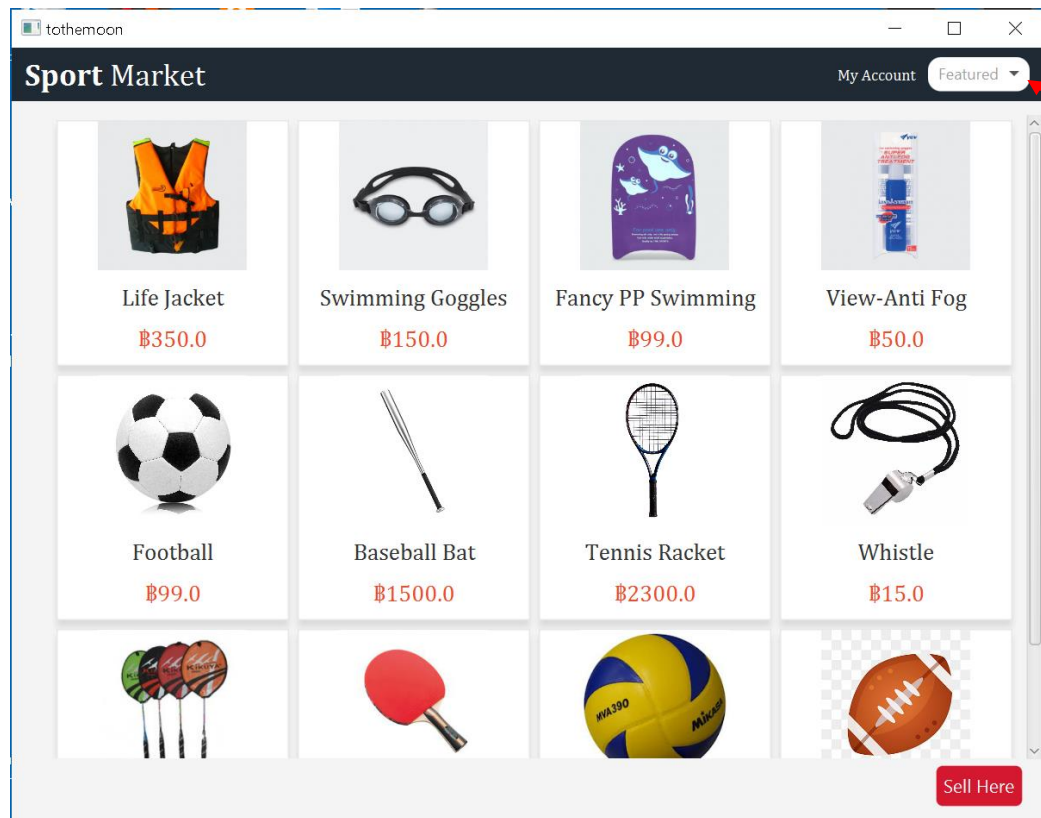 tothemoon
Sport Market
My Account
Featured
Life Jacket
Swimming Goggles
Fancy PP Swimming
View-Anti Fog
฿350.0
฿150.0
฿99.0
฿50.0
Football
Baseball Bat
Tennis Racket
Whistle
฿99.0
฿1500.0
฿2300.0
฿15.0
MVA390
MIKASA
Sell Here